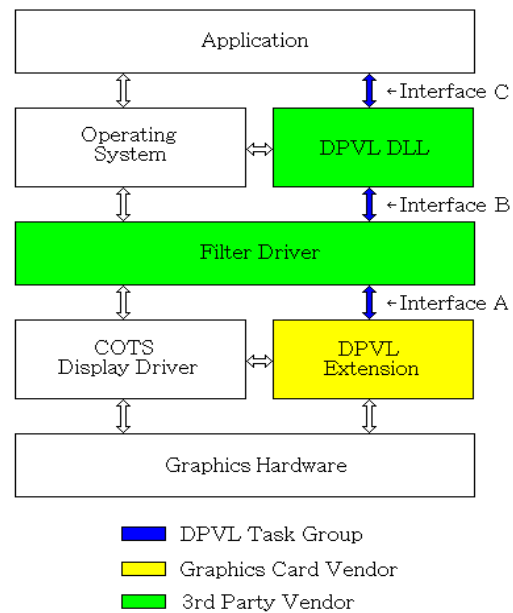 Application
←Interface C
Operating
System
DPVL DLL
←Interface B
Filter Driver
←Interface A
COTS
Display Driver
DPVL
Extension
Graphics Hardware
DPVL Task Group
Graphics Card Vendor
3rd Party Vendor